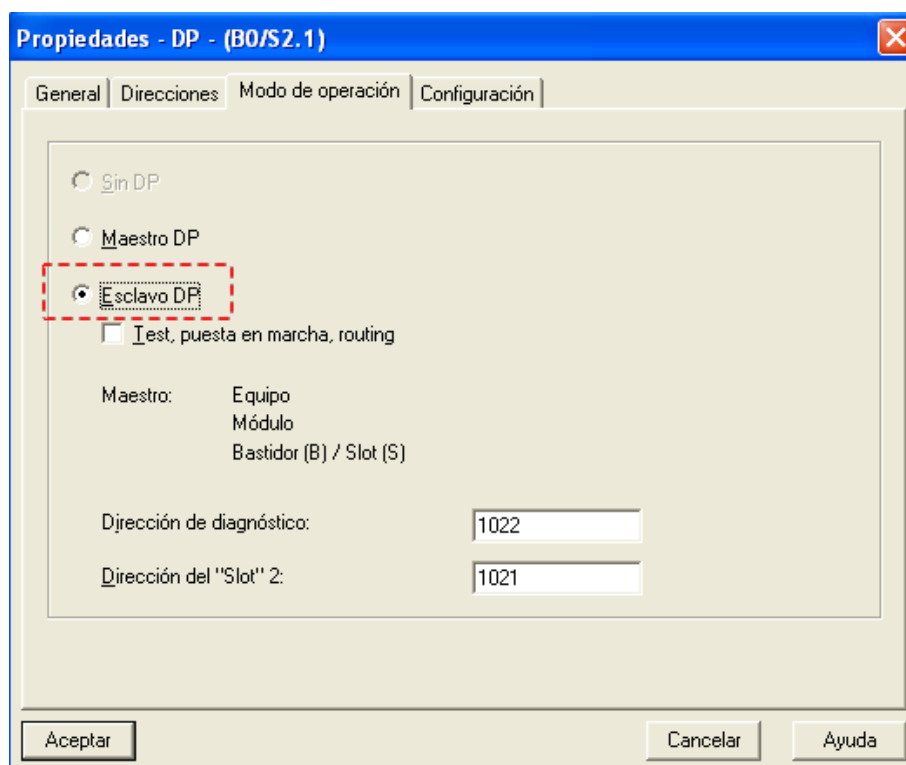 Propiedades - DP - (B0/S2.1)
General Direcciones Modo de operación Configuración
Sin DP
Maestro DP
Esclavo DP
Test, puesta en marcha, routing
Maestro: Equipo
Módulo
Bastidor (B) / Slot (S)
Dirección de diagnóstico: 1022
Dirección del "Slot" 2: 1021
Aceptar Cancelar Ayuda